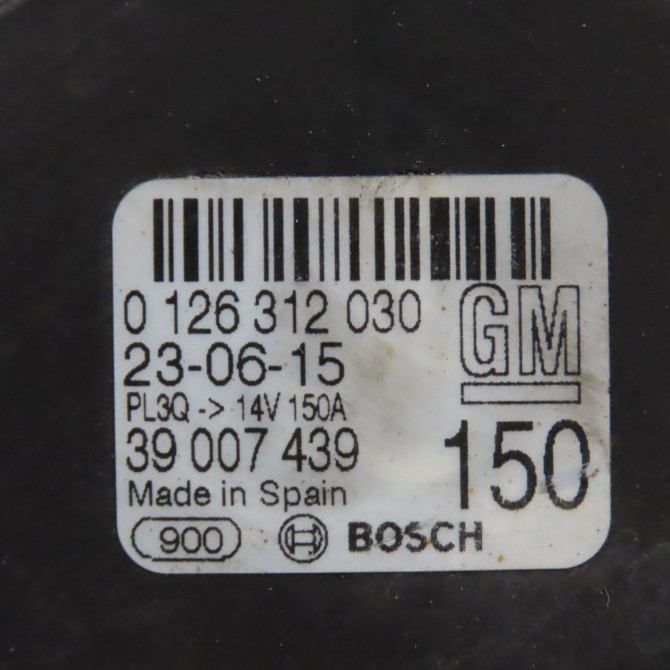 0 126 312 030
23-06-15
GM
PL3Q -> 14V 150A
39 007 439
150
Made in Spain
900 BOSCH